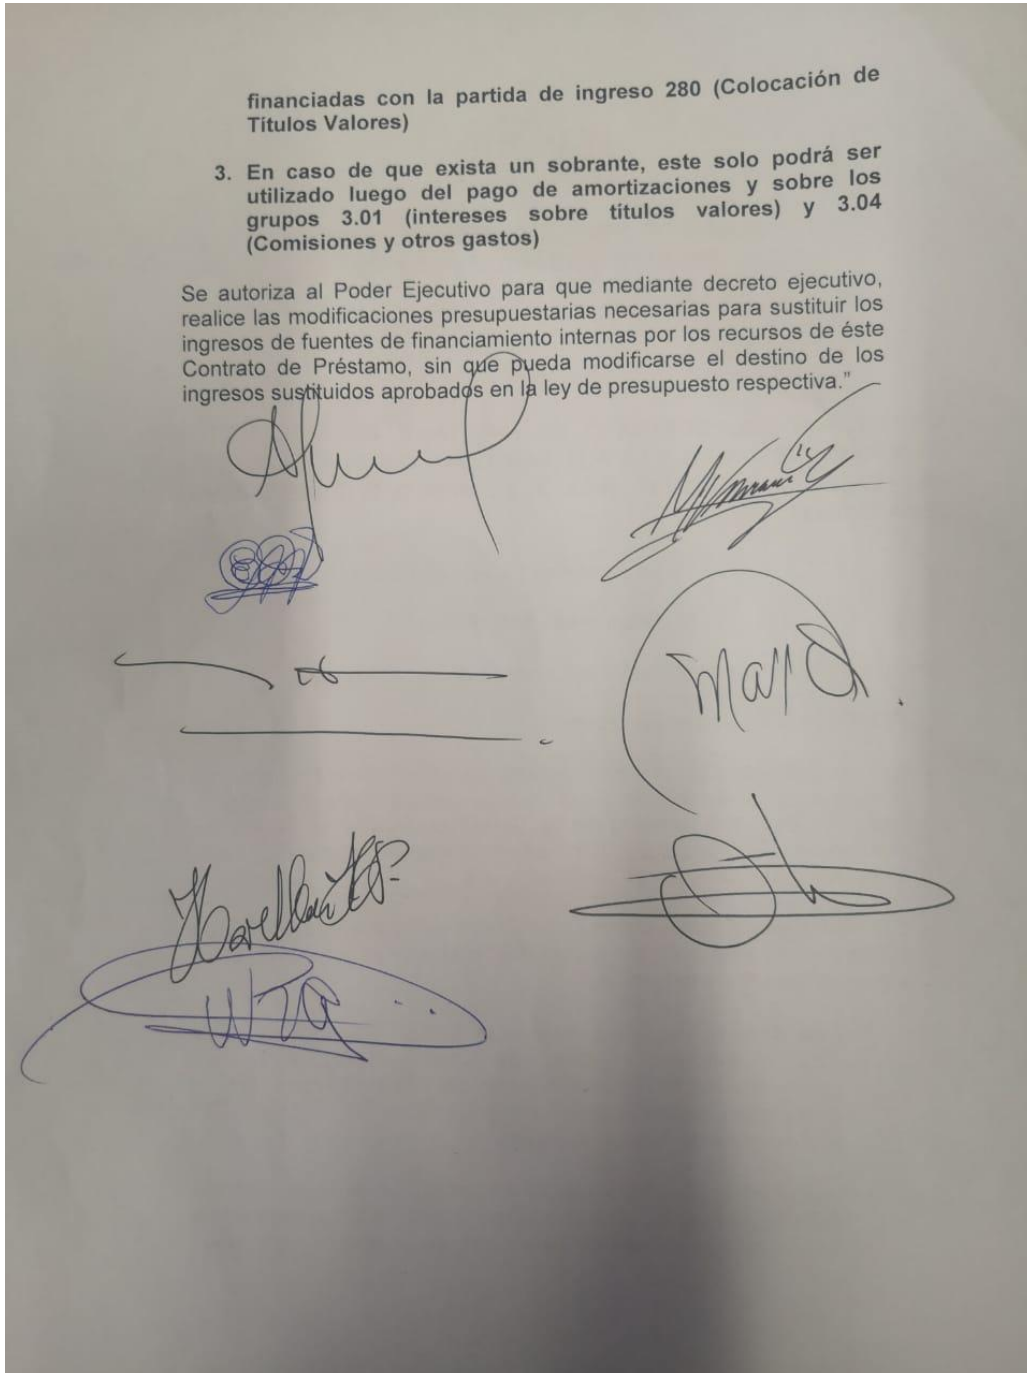 financiadas con la partida de ingreso 280 (Colocación de
Títulos Valores)
3. En caso de que exista un sobrante, este solo podrá ser
utilizado luego del pago de amortizaciones y sobre los
grupos 3.01 (intereses sobre títulos valores) y 3.04
(Comisiones y otros gastos)
Se autoriza al Poder Ejecutivo para que mediante decreto ejecutivo,
realice las modificaciones presupuestarias necesarias para sustituir los
ingresos de fuentes de financiamiento internas por los recursos de éste
Contrato de Préstamo, sin que pueda modificarse el destino de los
ingresos sustituidos aprobados en la ley de presupuesto respectiva.”